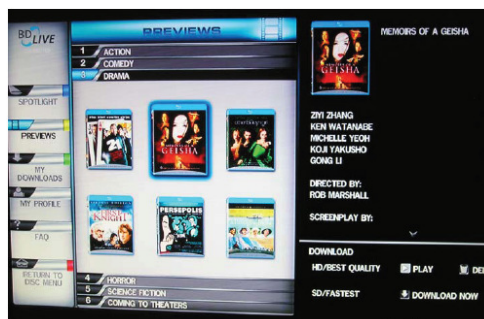 BD LIVE
PREVIEWS
1 ACTION
2 COMEDY
3 DRAMA
SPOTLIGHT
PREVIEWS
MY DOWNLOADS
MY PROFILE
FAQ
RETURN TO
DISC MENU
GEISHA
PERSEPOLIS
KNIGHT
4 HORROR
5 SCIENCE FICTION
6 COMING TO THEATERS
GEISHA
MEMOIRS OF A GEISHA
ZIYI ZHANG
KEN WATANABE
MICHELLE YEOH
KOJI YAKUSHO
GONG LI
DIRECTED BY:
ROB MARSHALL
SCREENPLAY BY:
DOWNLOAD
HD/BEST QUALITY PLAY DE
SD/FASTEST DOWNLOAD NOW